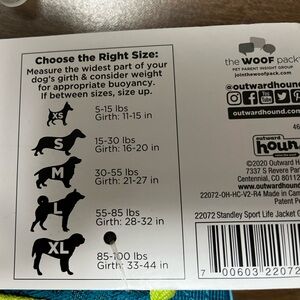 Choose the Right Size:
Measure the widest part of your
dog's girth & consider weight
for appropriate buoyancy.
If between sizes, size up.
XS
5-15 lbs
Girth: 11-15 in
S
15-30 lbs
Girth: 16-20 in
M
30-55 lbs
Girth: 21-27 in
L
55-85 lbs
Girth: 28-32 in
XL
85-100 lbs
Girth: 33-44 in
the WOOF pack
PET PARENT INSIGHT GROUP
jointhewoofpack.com
@outwardhound
outwardhound.
46
outward
hound
©2020 Outward H
7337 S Revere Par
Centennial, CO 80112
www.outwardhou
22072-OH-HC-V2-R4 Made in Cam
Patent Pe
22072 Standley Sport Life Jacket
7 00603 22072